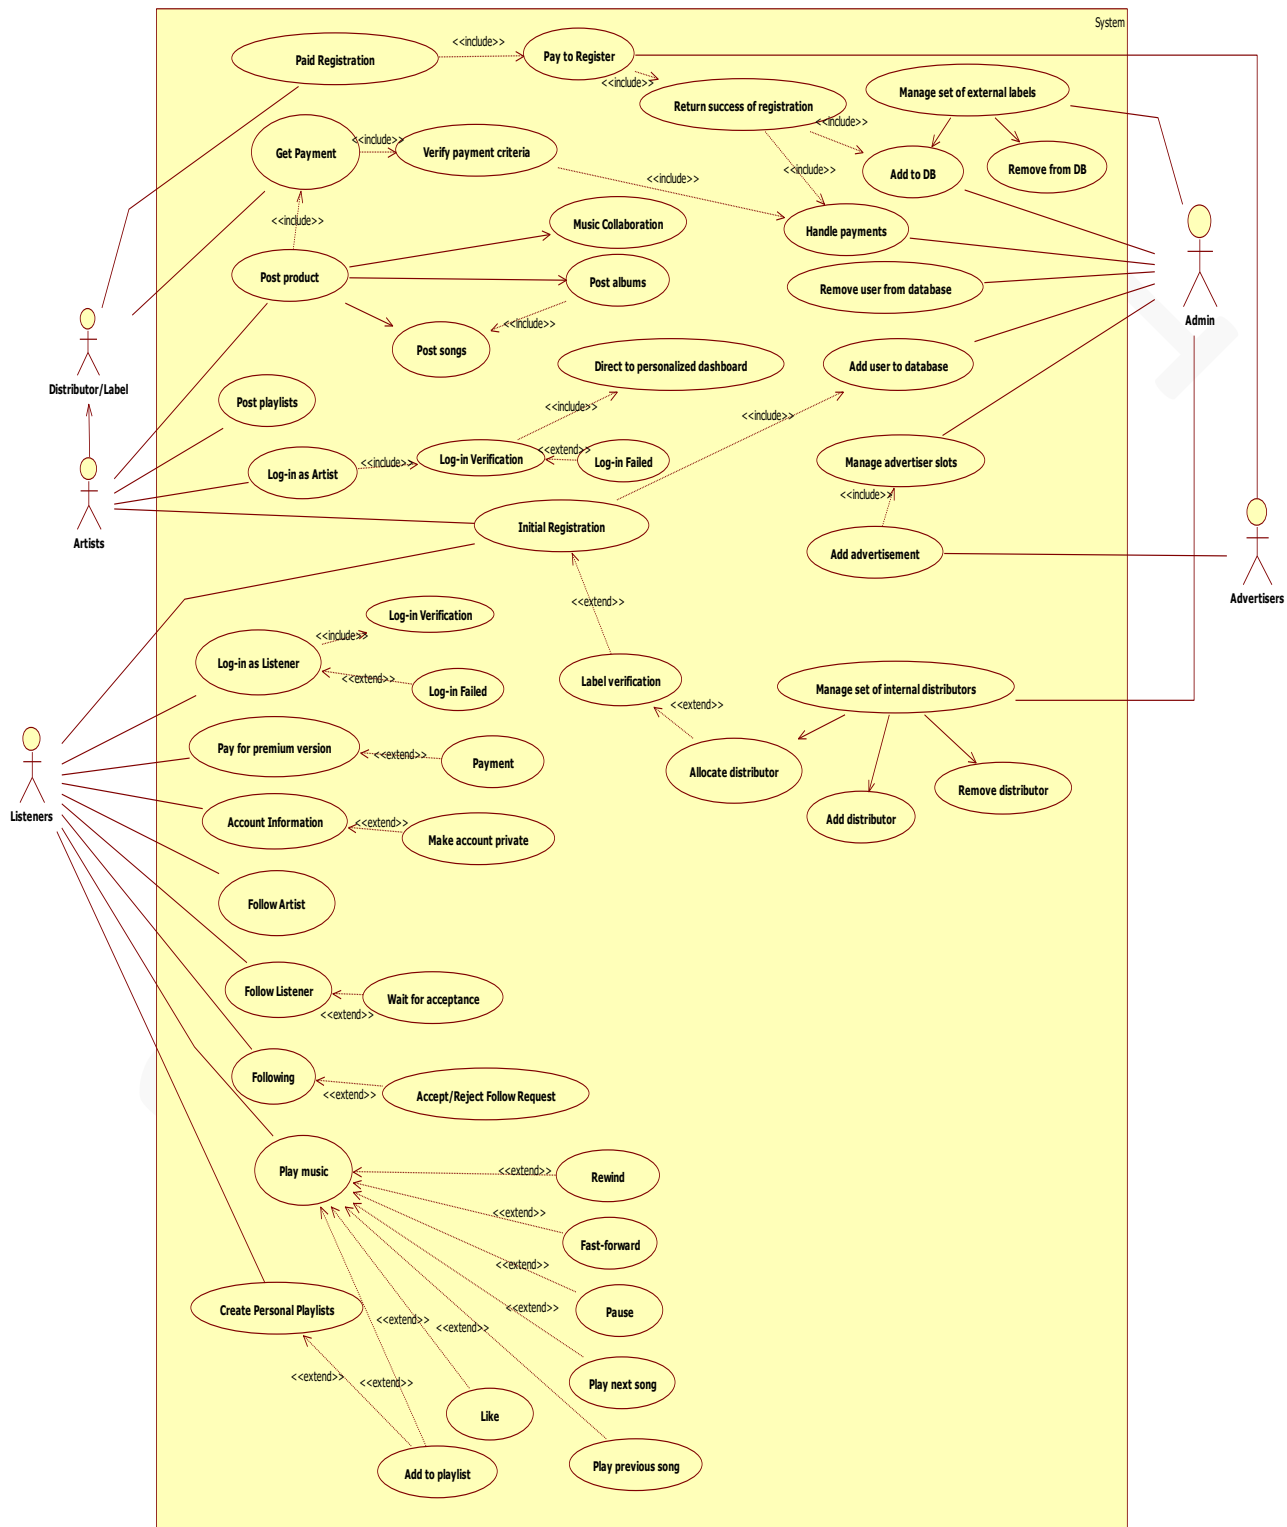 System
<<include>>
Paid Registration
Pay to Register
<<include>>
Manage set of external labels
Return success of registration
<<include>>
Get Payment
<<include>>
Verify payment criteria
<<include>>
<<include>>
Add to DB
Remove from DB
<<include>>
Music Collaboration
Handle payments
Post product
Post albums
Remove user from database
<<include>>
Post songs
Admin
Distributor/Label
Direct to personalized dashboard
Add user to database
Post playlists
<<include>>
<<include>>
Log-in as Artist
<<include>>
Log-in Verification
<<extend>>
Log-in Failed
Manage advertiser slots
<<include>>
Artists
Initial Registration
Add advertisement
Advertisers
<<extend>>
Log-in Verification
<<include>>
Log-in as Listener
<<extend>>
Log-in Failed
Label verification
Manage set of internal distributors
<<extend>>
Pay for premium version
<<extend>>
Payment
Allocate distributor
Remove distributor
Listeners
Account Information
<<extend>>
Make account private
Add distributor
Follow Artist
Follow Listener
Wait for acceptance
<<extend>>
Following
<<extend>>
Accept/Reject Follow Request
Play music
<<extend>>
Rewind
<<extend>>
Fast-forward
<<extend>>
Create Personal Playlists
<<extend>>
Pause
<<extend>>
<<extend>>
<<extend>>
<<extend>>
Play next song
Like
Add to playlist
Play previous song